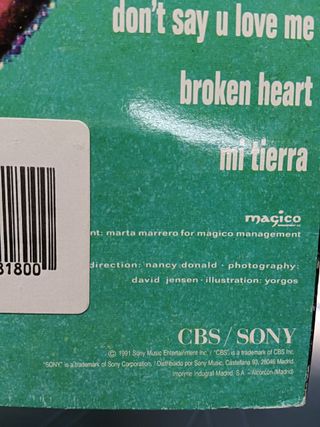 don't say u love me
broken heart
mi tierra
magico
nt: marta marrero for magico management
31800
direction: nancy donald · photography:
david jensen · illustration: yorgos
CBS/SONY
© 1991 Sony Music Entertainment Inc. / "CBS" is a trademark of CBS Inc.
"SONY" is a trademark of Sony Corporation. / Distribuido por Sony Music, Castellana 93, 28046 Madrid.
Imprime Indugraf Madrid, S.A. - Alcorcón (Madrid)